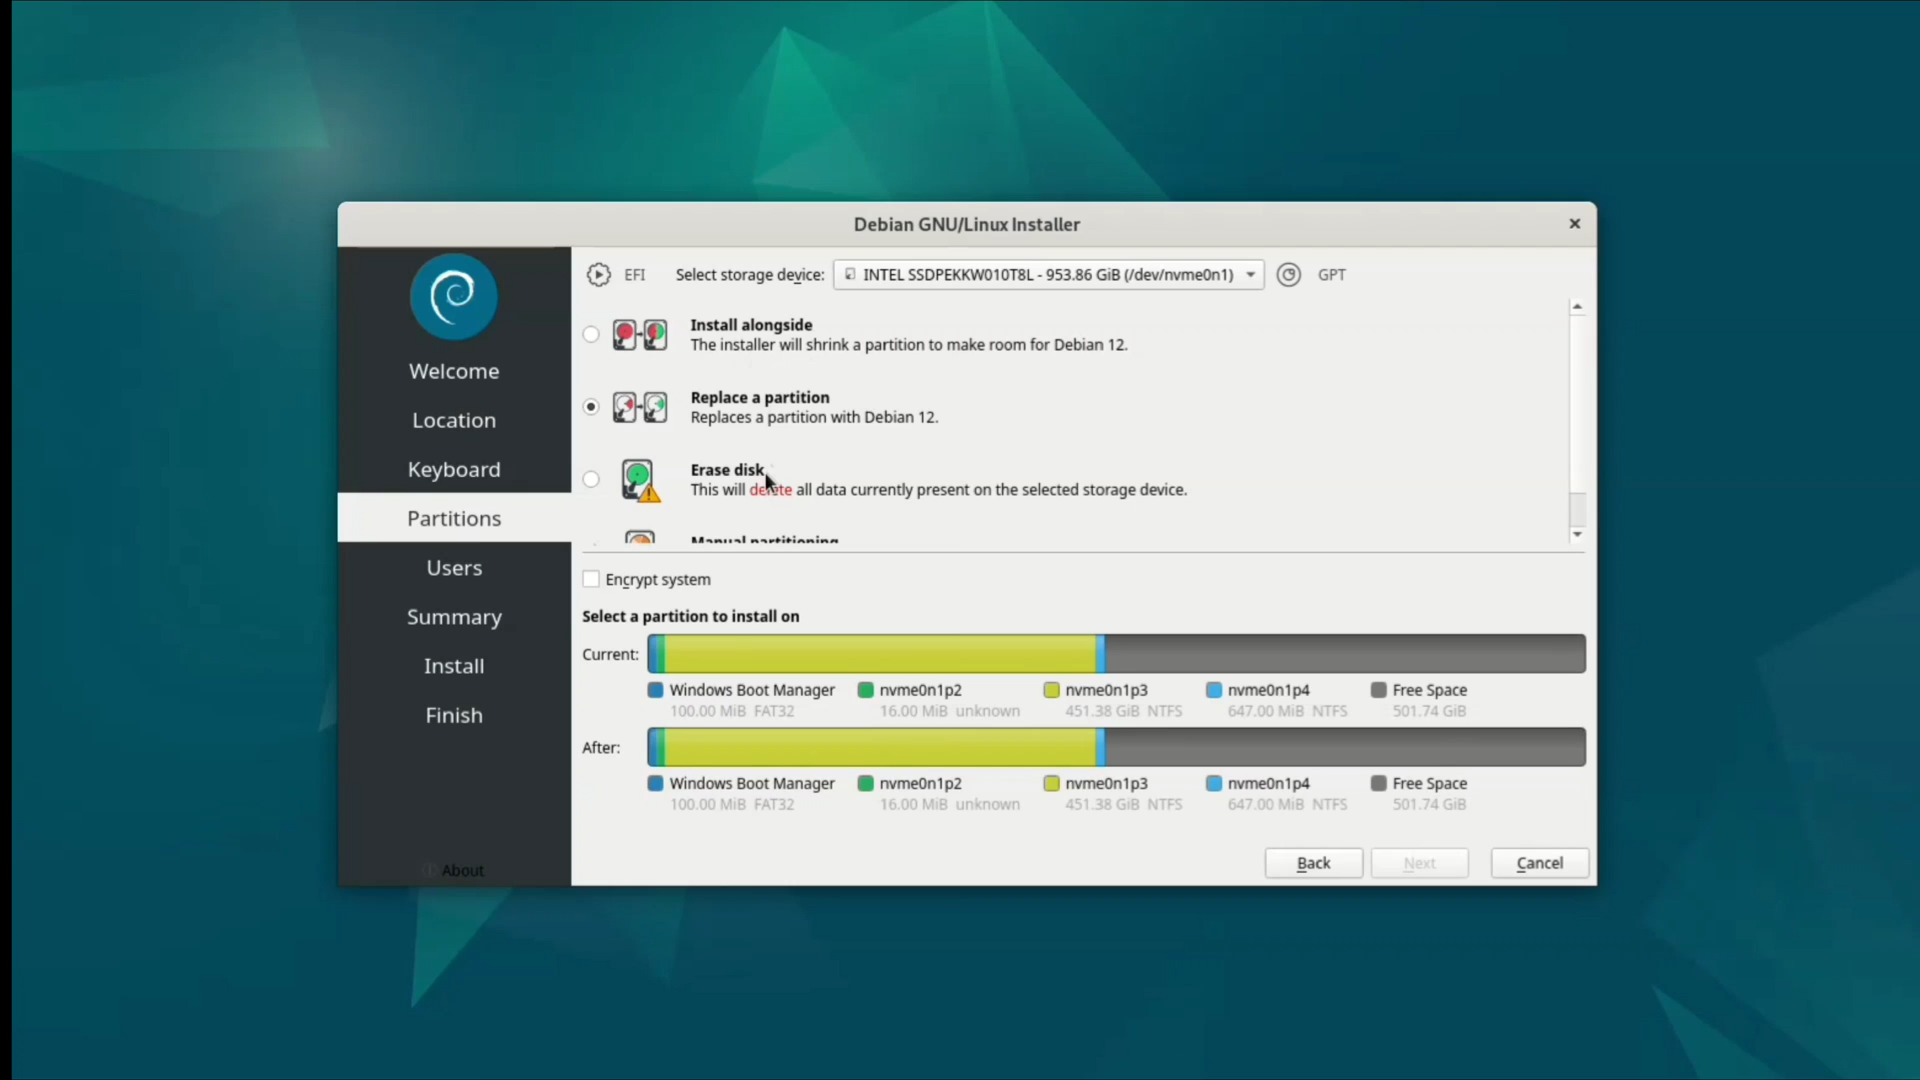 Debian GNU/Linux Installer
EFI Select storage device: INTEL SSDPEKKW010T8L - 953.86 GiB (/dev/nvme0n1) GPT
Welcome
Location
Keyboard
Partitions
Users
Summary
Install
Finish
About
Install alongside
The installer will shrink a partition to make room for Debian 12.
Replace a partition
Replaces a partition with Debian 12.
Erase disk
This will delete all data currently present on the selected storage device.
Manual partitioning
Encrypt system
Select a partition to install on
Current:
Windows Boot Manager nvme0n1p2 nvme0n1p3 nvme0n1p4 Free Space
100.00 MiB FAT32 16.00 MiB unknown 451.38 GiB NTFS 647.00 MiB NTFS 501.74 GiB
After:
Windows Boot Manager nvme0n1p2 nvme0n1p3 nvme0n1p4 Free Space
100.00 MiB FAT32 16.00 MiB unknown 451.38 GiB NTFS 647.00 MiB NTFS 501.74 GiB
Back Next Cancel